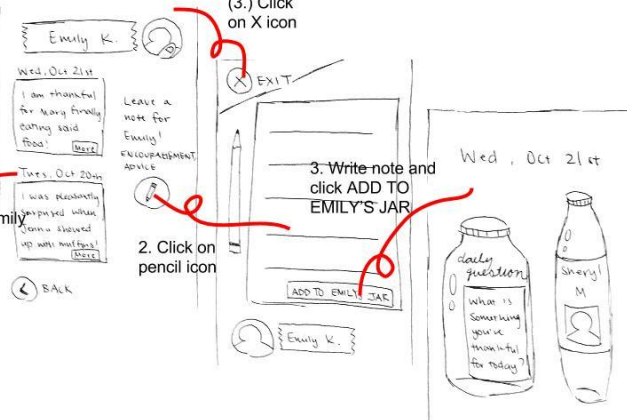 (3.) Click
on X icon
Emily K.
Wed, Oct 21st
I am thankful
for Mary finally
eating said
food!
More
Tues, Oct 20th
I was pleasantly
surprised when
Jenna showed
up with muffins!
More
BACK
mily
Leave a
note for
Emily!
ENCOURAGEMENT,
ADVICE
2. Click on
pencil icon
X EXIT
3. Write note and
click ADD TO
EMILY'S JAR
ADD TO EMILY'S JAR
Emily K.
Wed, Oct 21st
daily
question
What is
something
you're
thankful
for today?
Sheryl
M